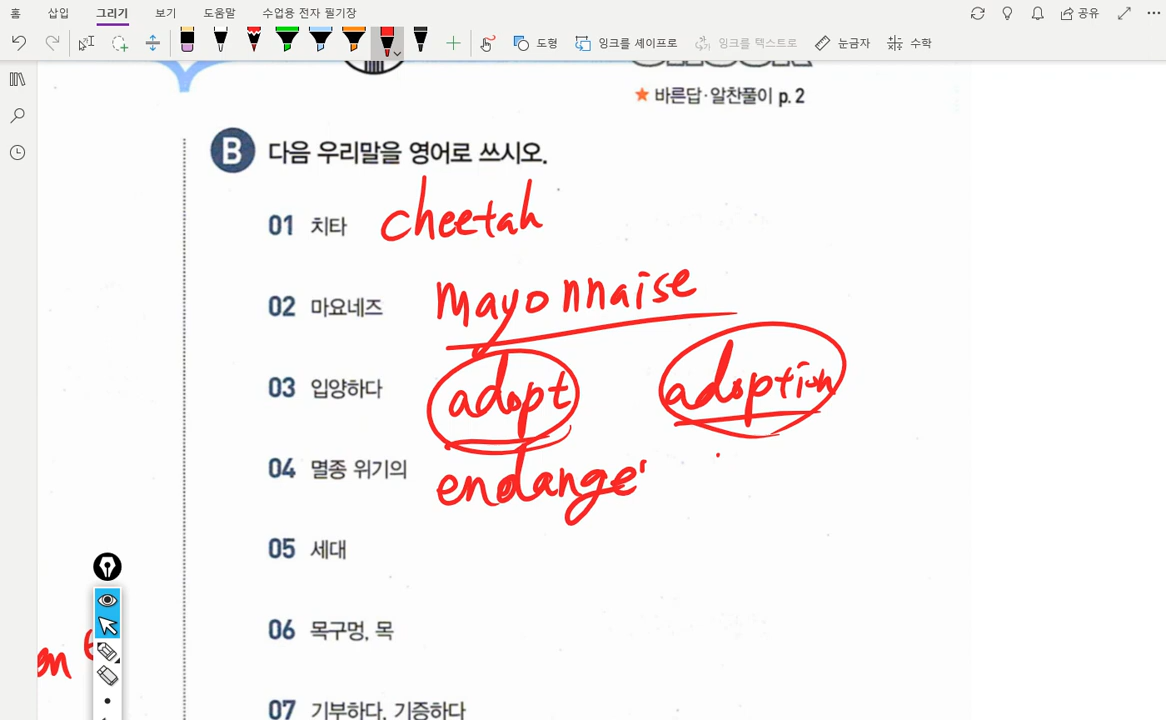 홈 삽입 그리기 보기 도움말 수업용 전자 필기장 공유
도형 잉크를 셰이프로 잉크를 텍스트로 눈금자 수학
★ 바른답·알찬풀이 p. 2
B 다음 우리말을 영어로 쓰시오.
01 치타 cheetah
02 마요네즈 mayonnaise
03 입양하다 adopt adoption
04 멸종 위기의 endange
05 세대
06 목구멍, 목
07 기부하다, 기증하다